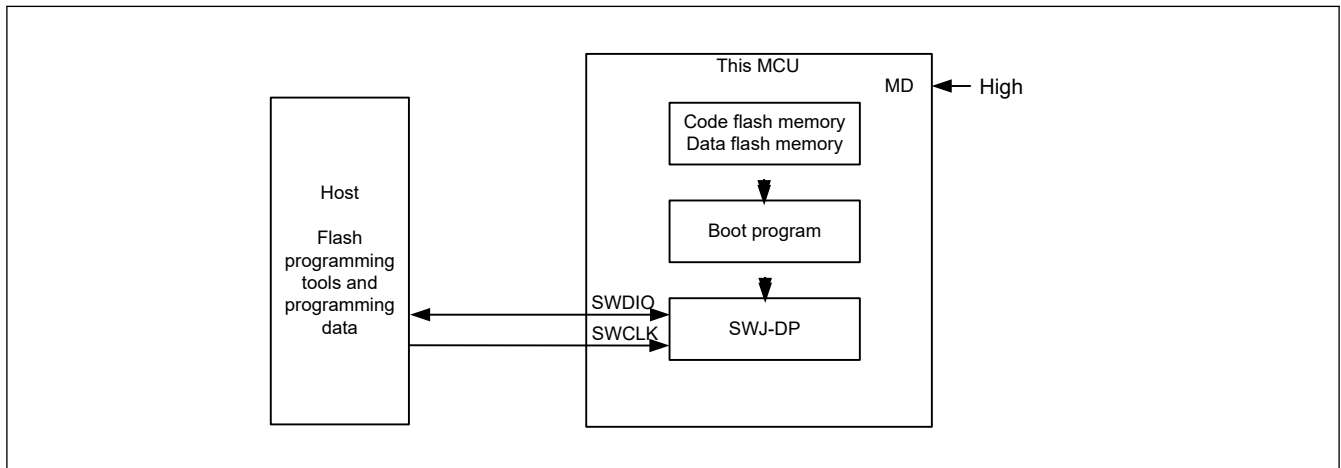 This MCU
MD
High
Code flash memory
Data flash memory
Host
Flash
programming
tools and
programming
data
Boot program
SWDIO
SWCLK
SWJ-DP